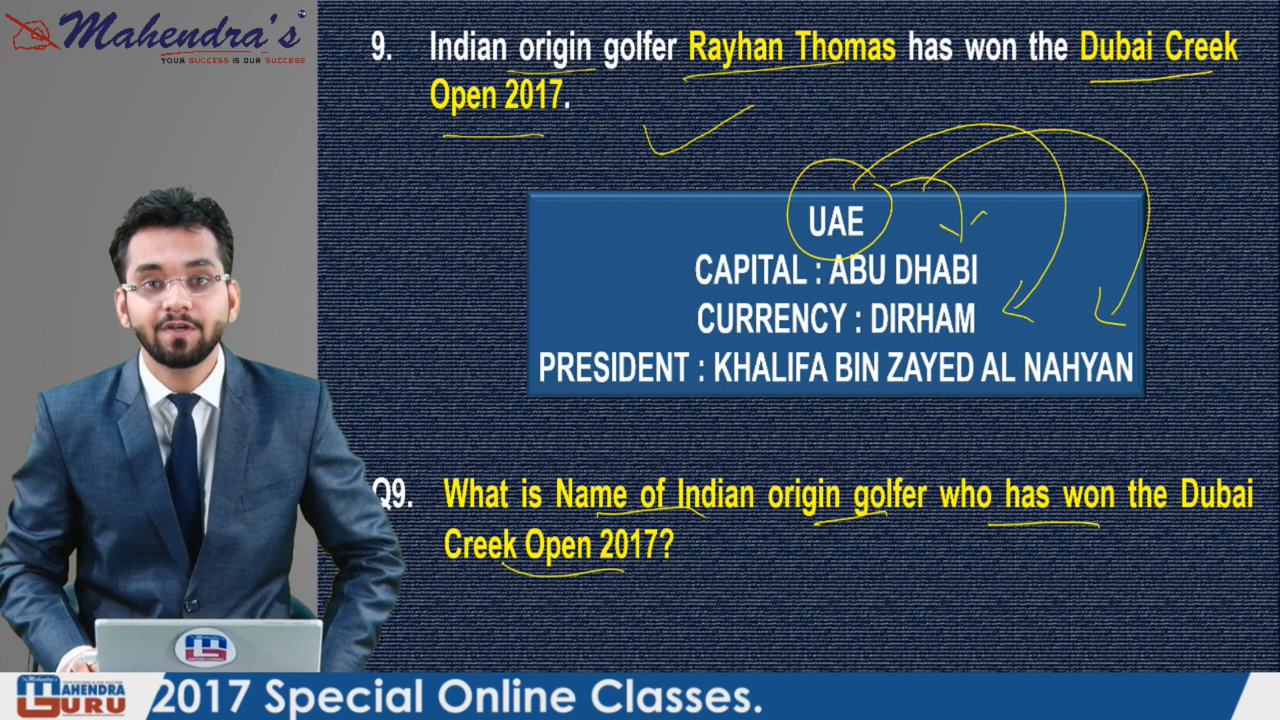 Mahendra's
YOUR SUCCESS IS OUR SUCCESS
9. Indian origin golfer Rayhan Thomas has won the Dubai Creek
Open 2017.
UAE
CAPITAL : ABU DHABI
CURRENCY : DIRHAM
PRESIDENT : KHALIFA BIN ZAYED AL NAHYAN
Q9. What is Name of Indian origin golfer who has won the Dubai
Creek Open 2017?
MAHENDRA
GURU
2017 Special Online Classes.